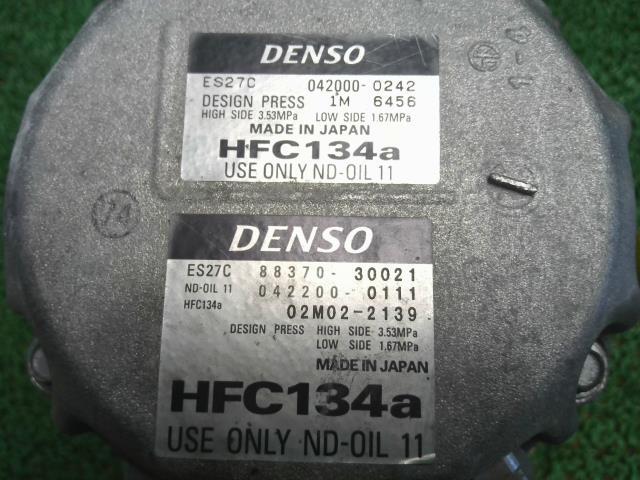 DENSO
ES27C 042000-0242
DESIGN PRESS 1M 6456
HIGH SIDE 3.53MPa LOW SIDE 1.67MPa
MADE IN JAPAN
HFC134a
USE ONLY ND-OIL 11
DENSO
ES27C 88370-30021
ND-OIL 11 042200-0111
HFC134a 02M02-2139
DESIGN PRESS HIGH SIDE 3.53MPa
LOW SIDE 1.67MPa
MADE IN JAPAN
HFC134a
USE ONLY ND-OIL 11